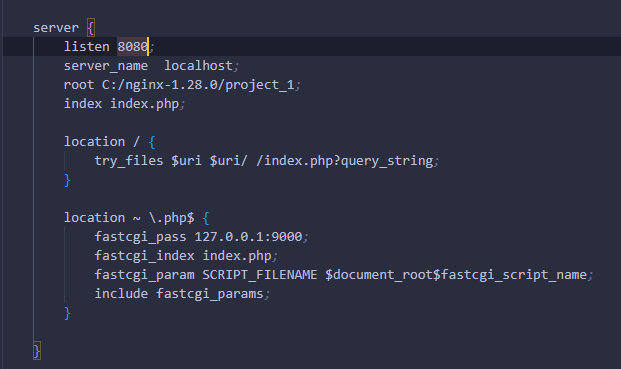 server {
listen 8080;
server_name  localhost;
root C:/nginx-1.28.0/project_1;
index index.php;
location / {
try_files $uri $uri/ /index.php?query_string;
}
location ~ \.php$ {
fastcgi_pass 127.0.0.1:9000;
fastcgi_index index.php;
fastcgi_param SCRIPT_FILENAME $document_root$fastcgi_script_name;
include fastcgi_params;
}
}